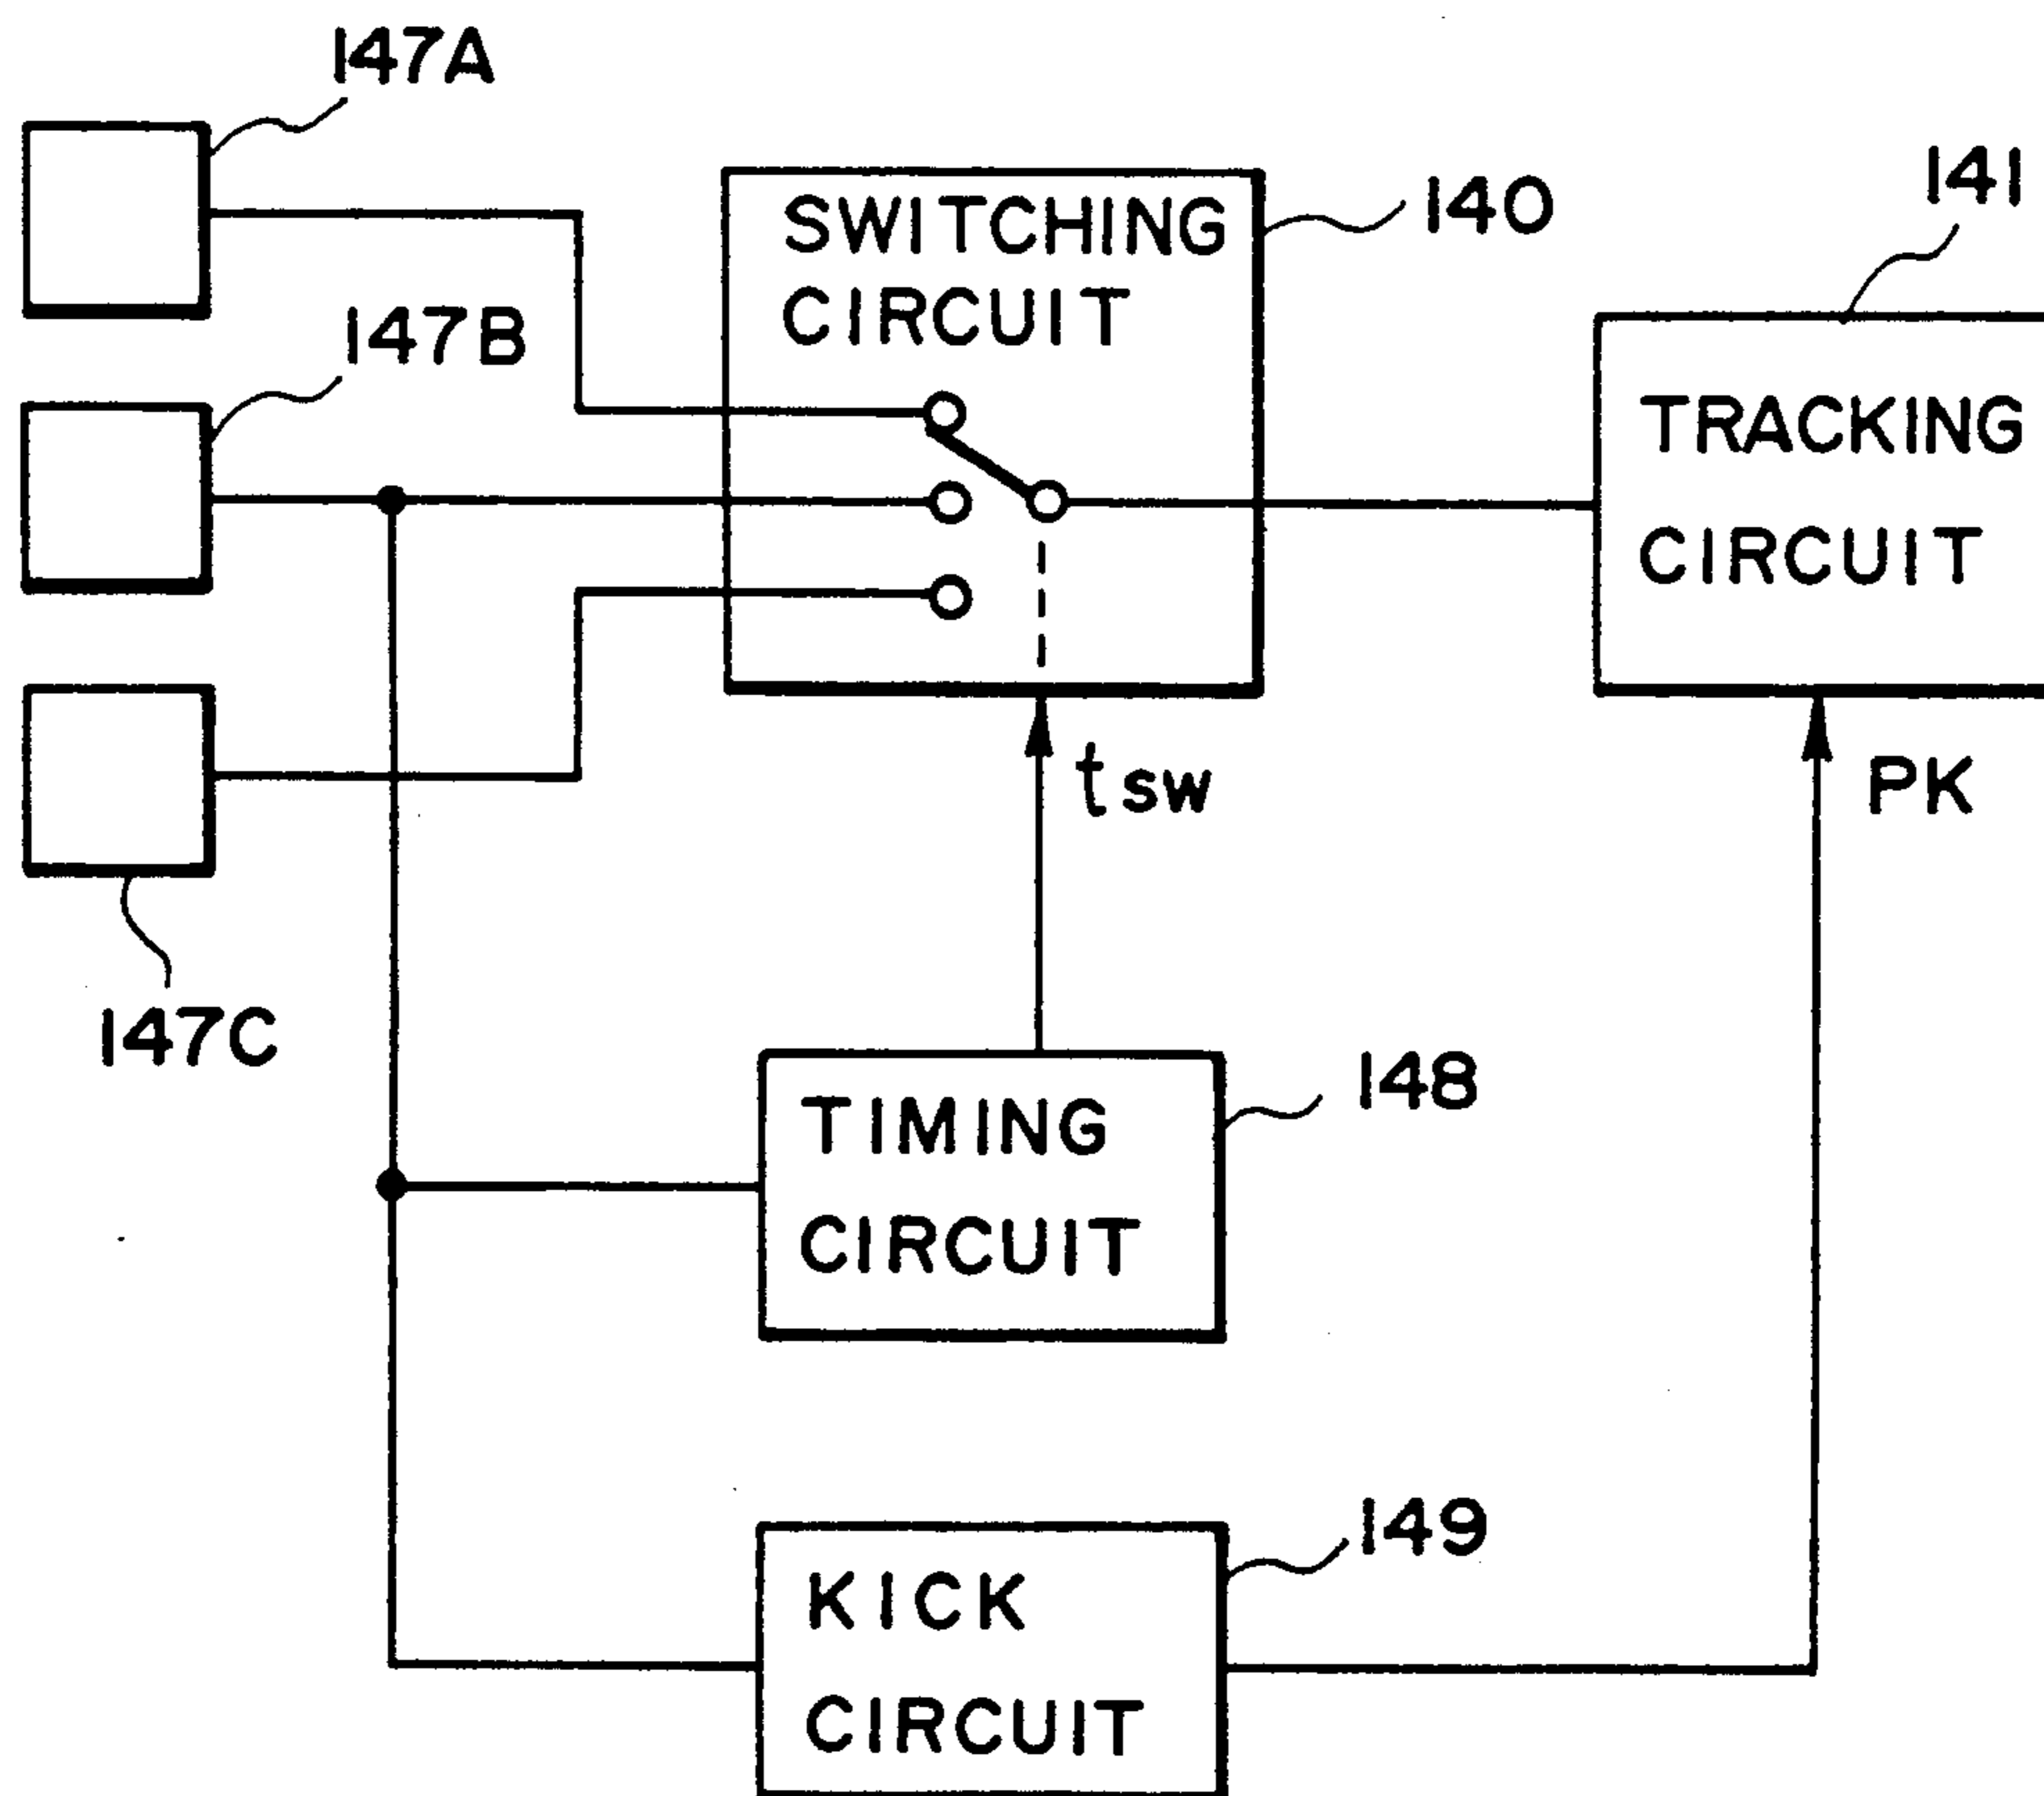 147A
147B
147C
SWITCHING
CIRCUIT
140
141
TRACKING
CIRCUIT
tsw
PK
TIMING
CIRCUIT
148
KICK
CIRCUIT
149